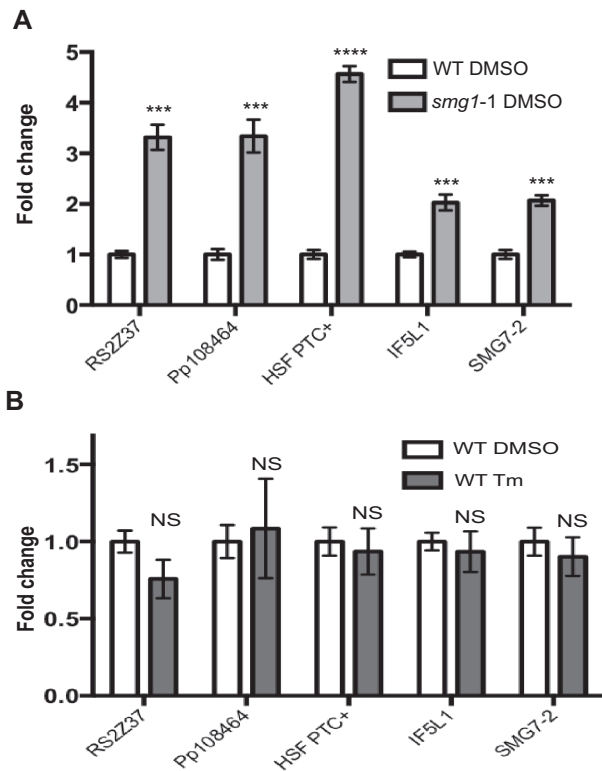 A
Fold change
5
4
3
2
1
0
WT DMSO
smg1-1 DMSO
***
***
****
***
***
RS2Z37
Pp108464
HSF PTC+
IF5L1
SMG7-2
B
Fold change
1.5
1.0
0.5
0.0
WT DMSO
WT Tm
NS
NS
NS
NS
NS
RS2Z37
Pp108464
HSF PTC+
IF5L1
SMG7-2